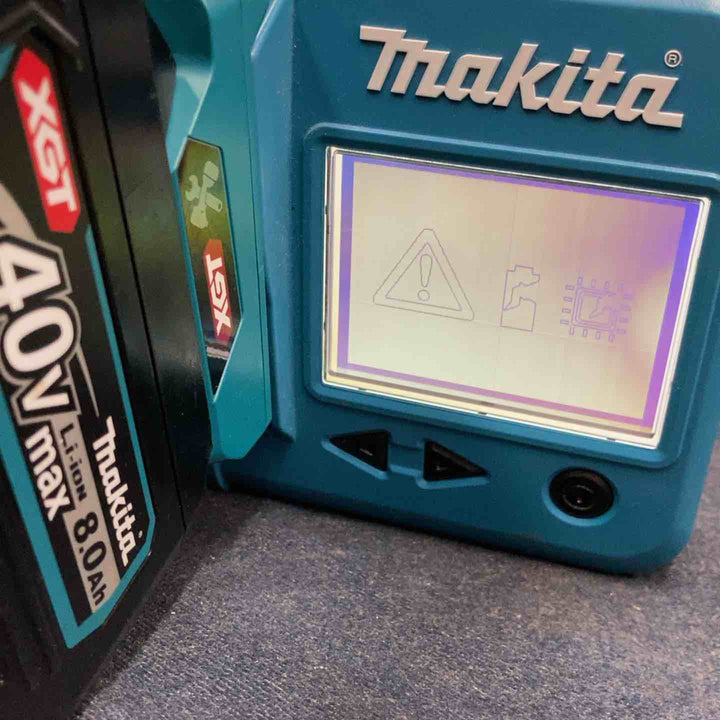 makita®
XGT
XGT
40V
max
Li-ion
8.0Ah
makita